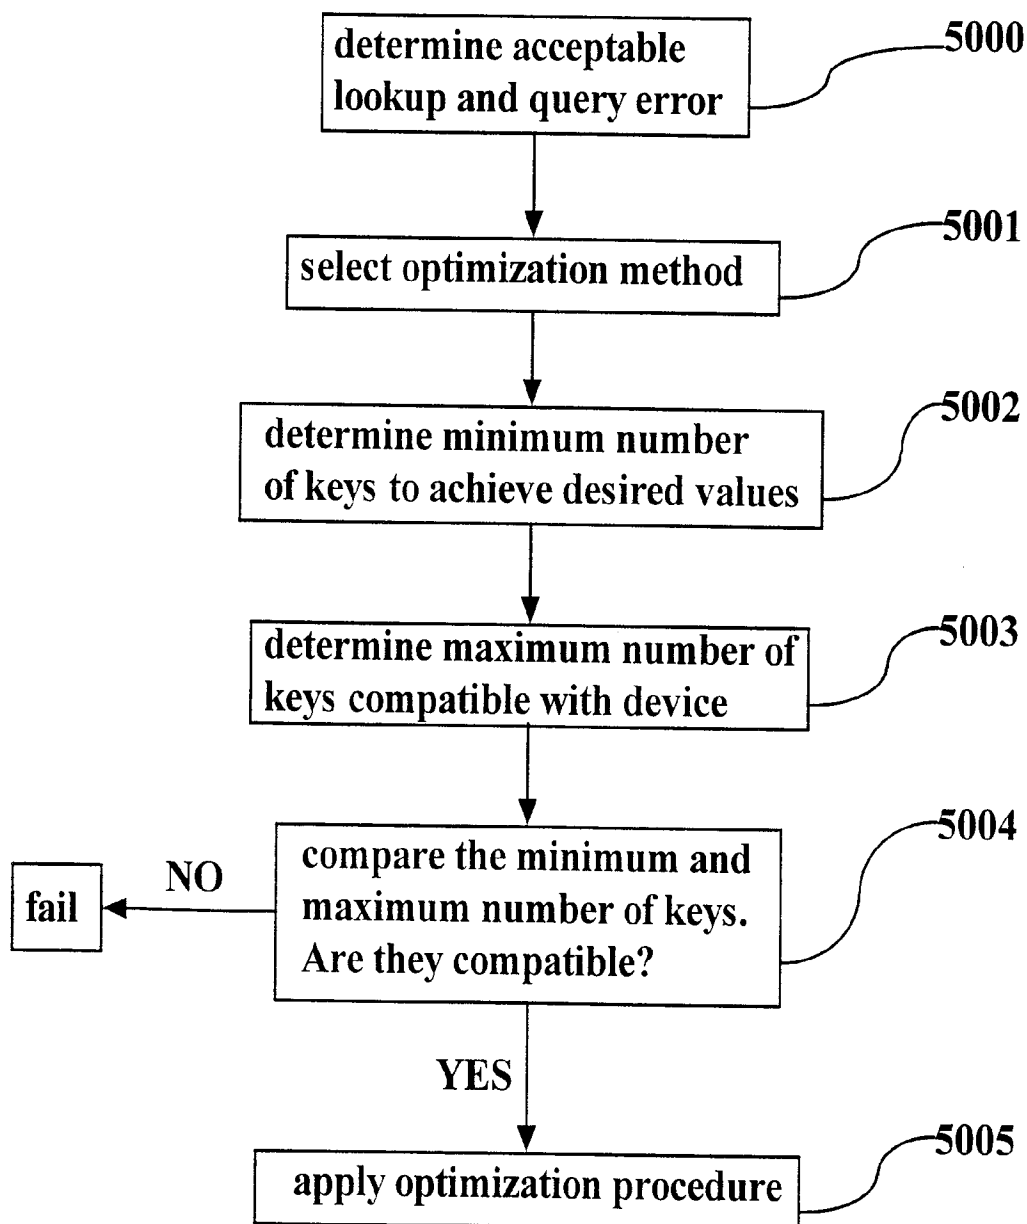 determine acceptable
lookup and query error
5000
select optimization method
5001
determine minimum number
of keys to achieve desired values
5002
determine maximum number of
keys compatible with device
5003
compare the minimum and
maximum number of keys.
Are they compatible?
5004
NO
fail
YES
apply optimization procedure
5005